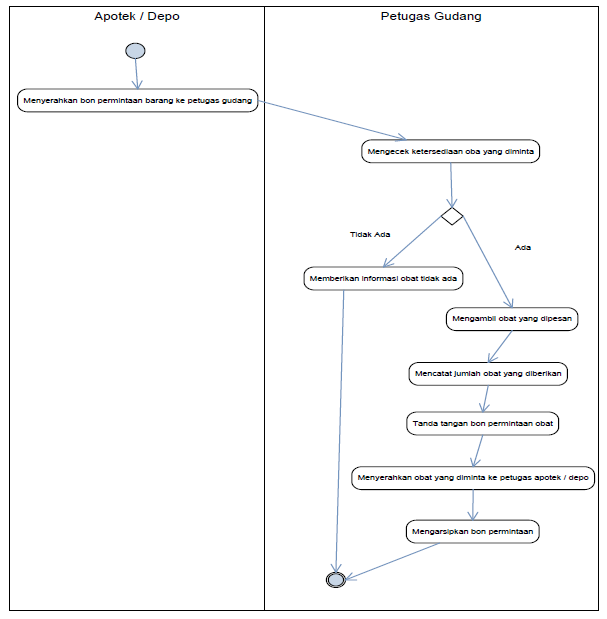 Apotek / Depo
Petugas Gudang
Menyerahkan bon permintaan barang ke petugas gudang
Mengecek ketersediaan oba yang diminta
Tidak Ada
Ada
Memberikan informasi obat tidak ada
Mengambil obat yang dipesan
Mencatat jumlah obat yang diberikan
Tanda tangan bon permintaan obat
Menyerahkan obat yang diminta ke petugas apotek / depo
Mengarsipkan bon permintaan